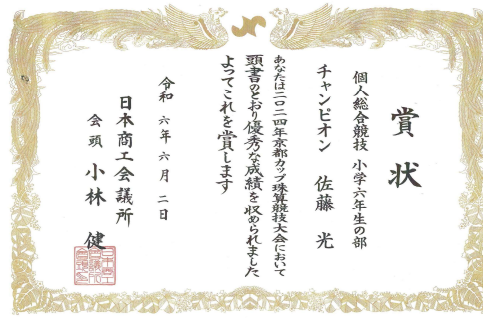 賞状
個人総合競技 小学六年生の部
チャンピオン 佐藤 光
あなたは二〇二四年京都カップ珠算競技大会において
頭書のとおり優秀な成績を収められました
よってこれを賞します
令和 六年 六月 二日
日本商工会議所
会頭 小林 健